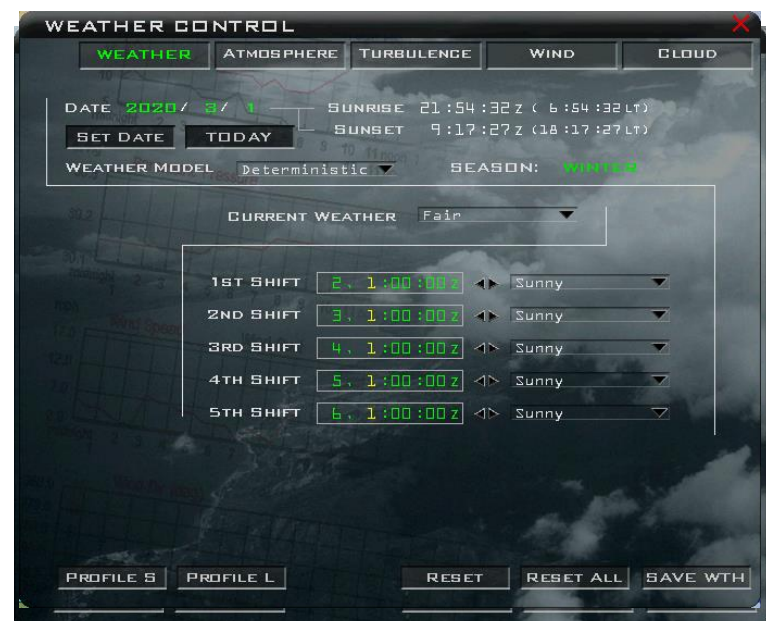 WEATHER CONTROL
WEATHER ATMOSPHERE TURBULENCE WIND CLOUD
DATE 2020/ 3/ 1 SUNRISE 21:54:32Z ( 6:54:32LT)
SET DATE TODAY SUNSET 9:17:27Z (18:17:27LT)
WEATHER MODEL Deterministic SEASON: WINTER
CURRENT WEATHER Fair
1ST SHIFT 2. 1:00:00Z Sunny
2ND SHIFT 3. 1:00:00Z Sunny
3RD SHIFT 4. 1:00:00Z Sunny
4TH SHIFT 5. 1:00:00Z Sunny
5TH SHIFT 6. 1:00:00Z Sunny
PROFILE S PROFILE L RESET RESET ALL SAVE WTH